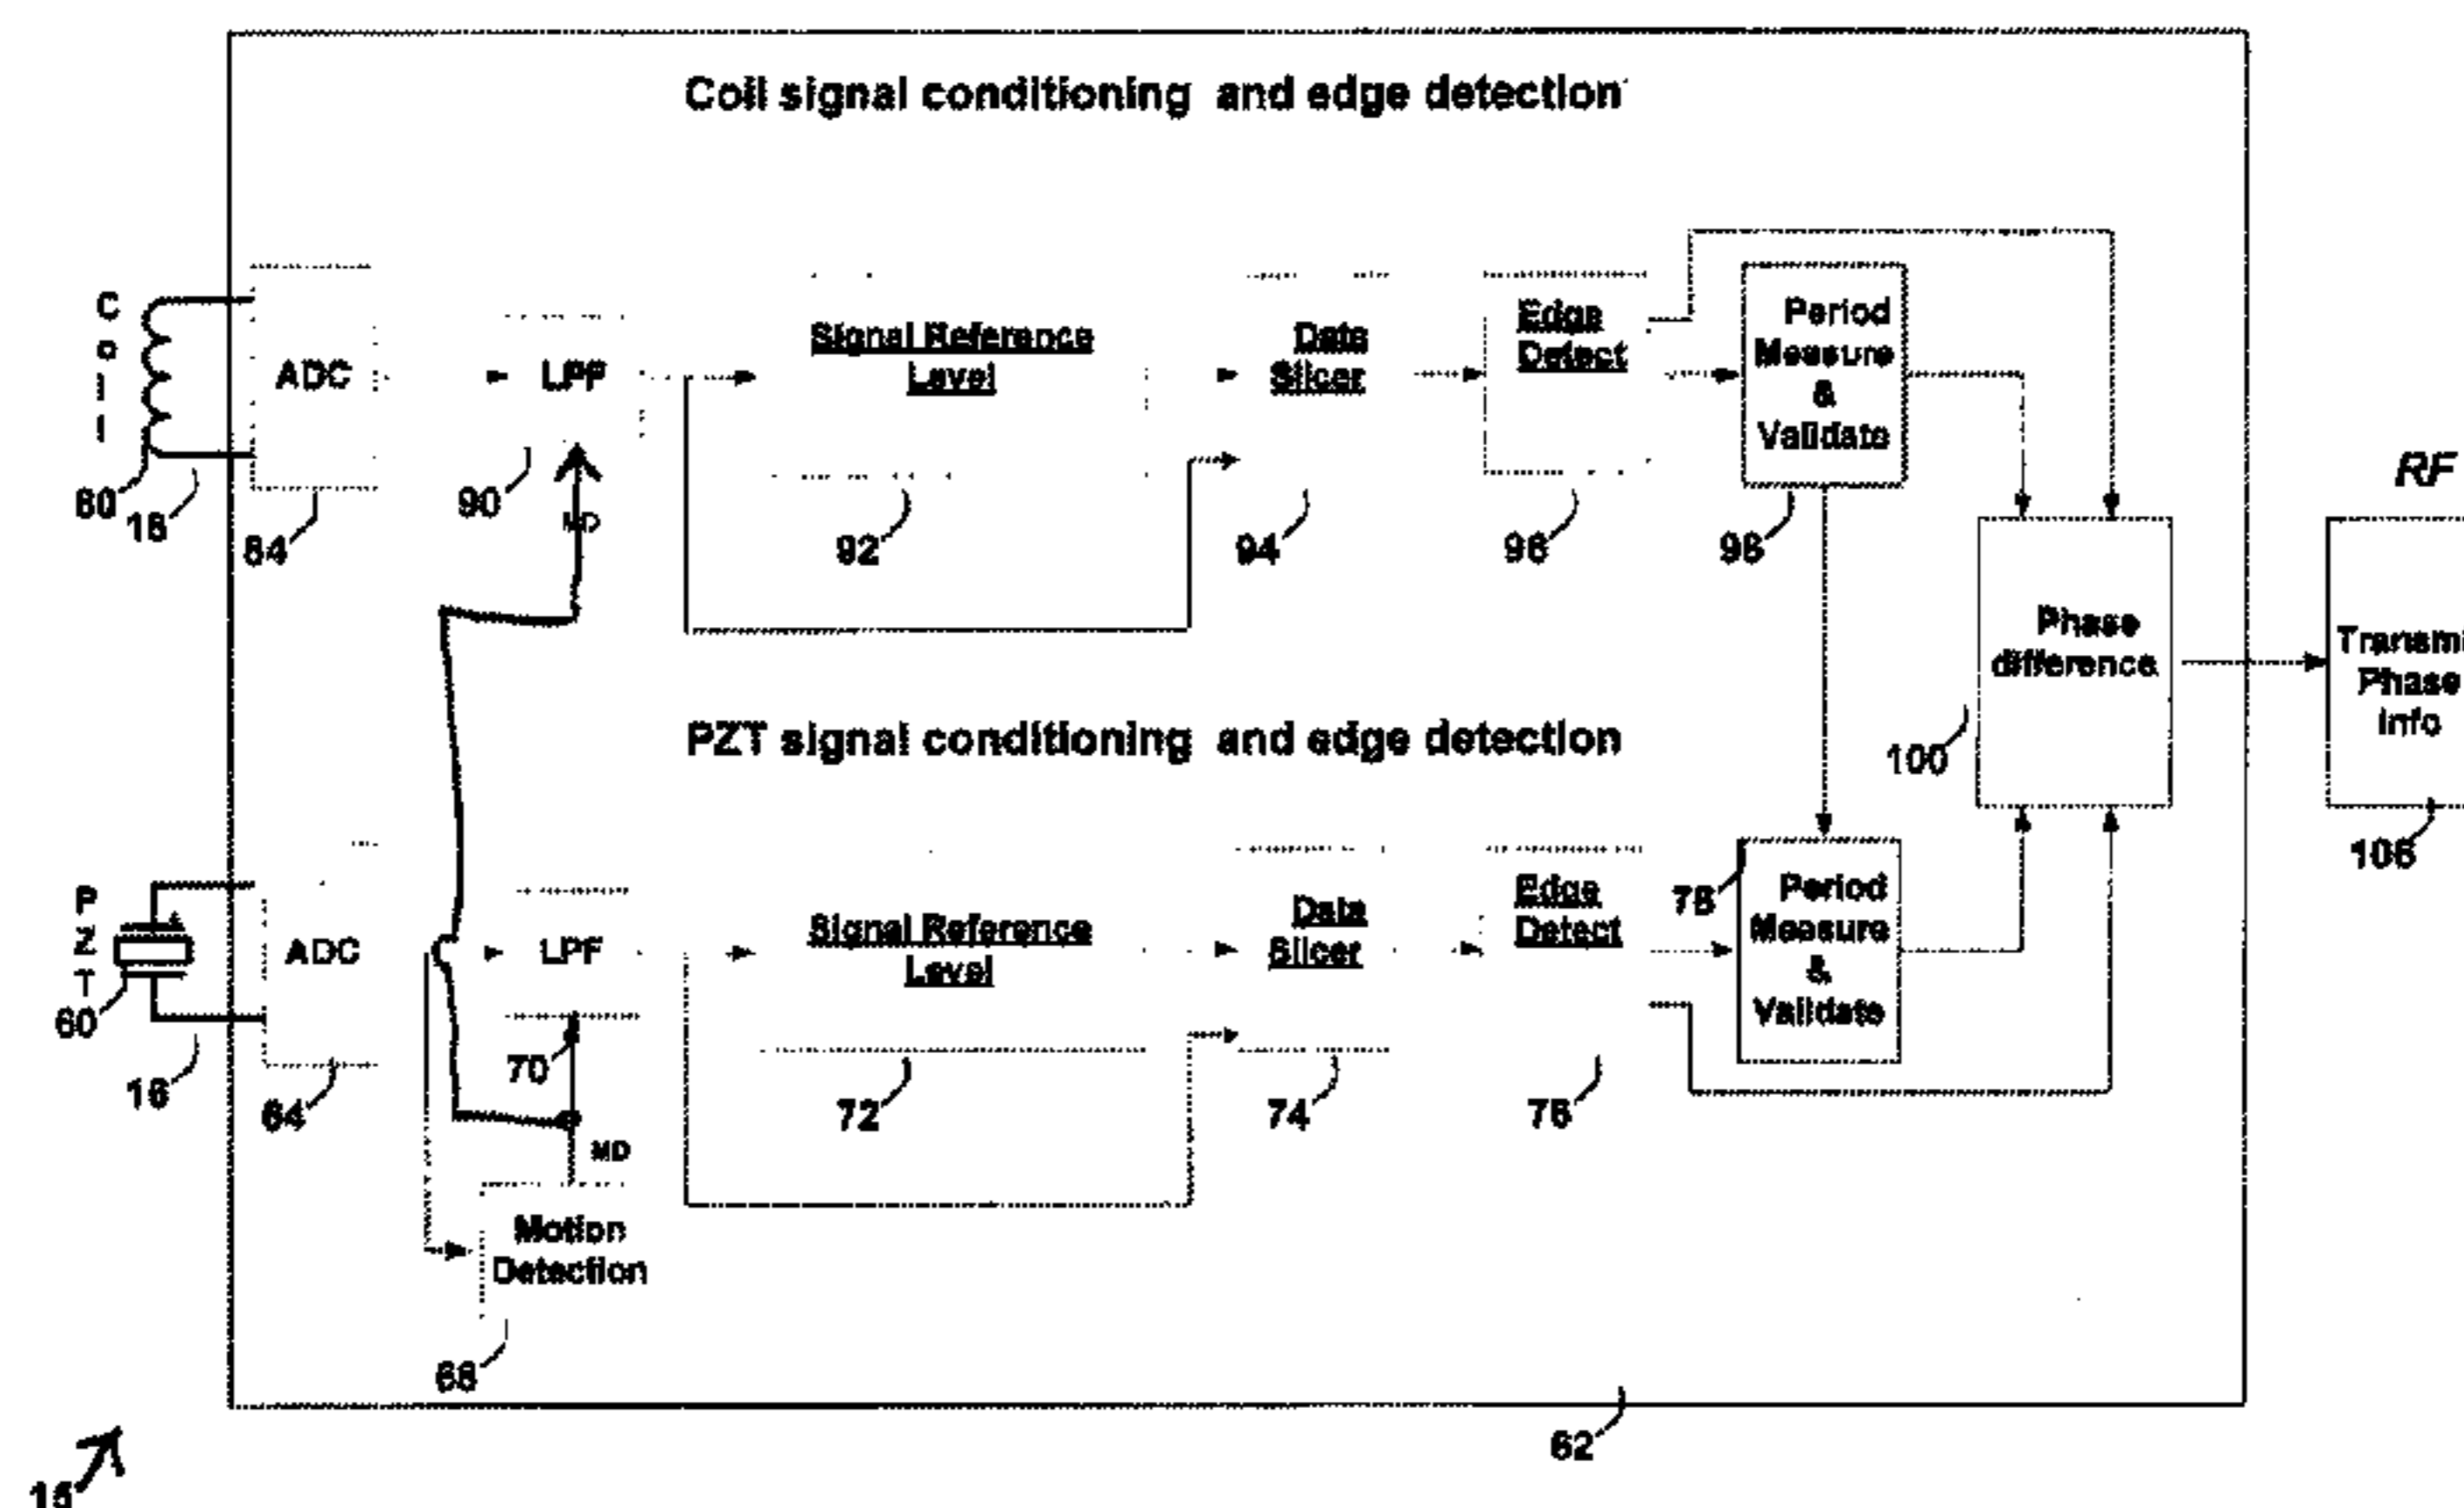 Coil signal conditioning and edge detection
Coil
ADC
LPF
Signal Reference
Level
Data
Slicer
Edge
Detect
Period
Measure
&
Validate
RF
60
16
84
90
MD
92
94
96
98
Phase
difference
100
Phase
Info
106
PZT signal conditioning and edge detection
PZT
ADC
LPF
Signal Reference
Level
Data
Slicer
Edge
Detect
78
Period
Measure
&
Validate
60
16
64
70
72
74
76
MD
Motion
Detection
68
62
15